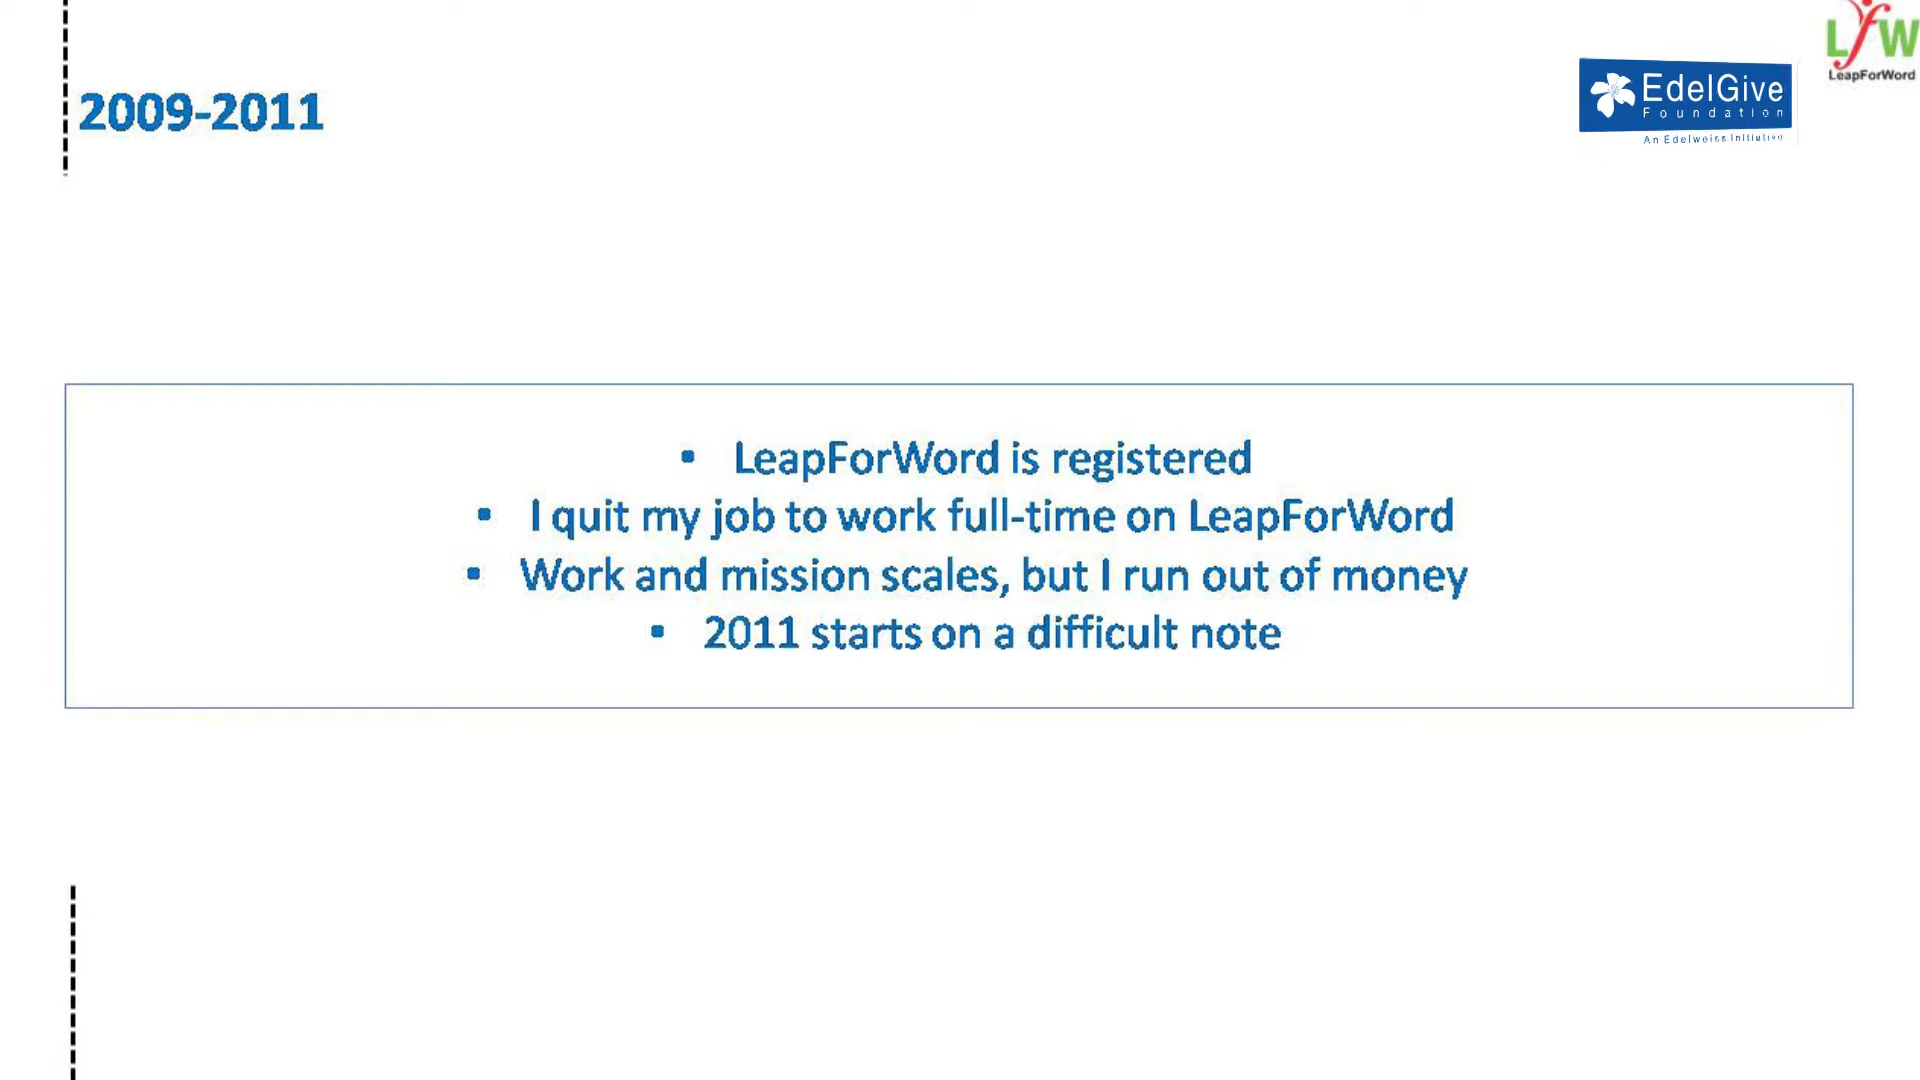 LfW
LeapForWord
EdelGive
Foundation
An Edelweiss Initiative
2009-2011
▪ LeapForWord is registered
▪ I quit my job to work full-time on LeapForWord
▪ Work and mission scales, but I run out of money
▪ 2011 starts on a difficult note